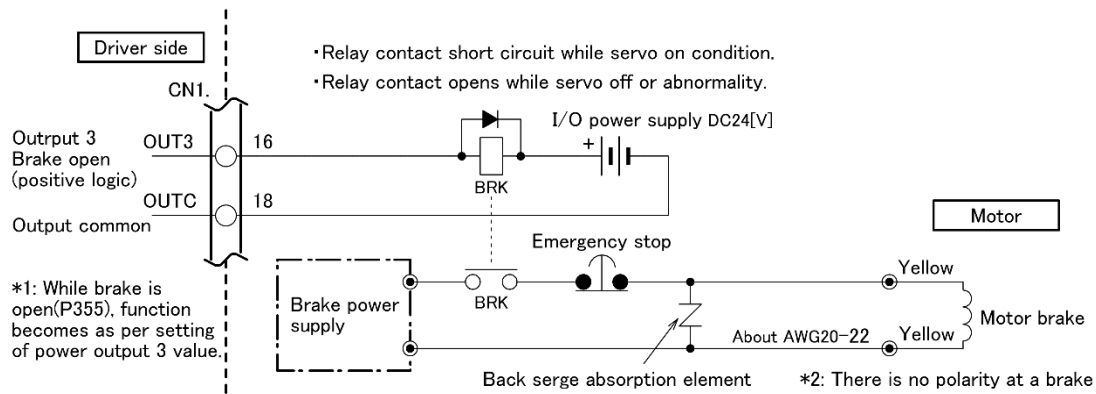 Driver side
・Relay contact short circuit while servo on condition.
・Relay contact opens while servo off or abnormality.
CN1.
I/O power supply DC24[V]
Outrput 3
Brake open
(positive logic)
OUT3
16
+
BRK
OUTC
18
Output common
Motor
Emergency stop
*1: While brake is
open(P355), function
becomes as per setting
of power output 3 value.
Brake power
supply
BRK
Yellow
Motor brake
About AWG20-22
Yellow
Back serge absorption element
*2: There is no polarity at a brake